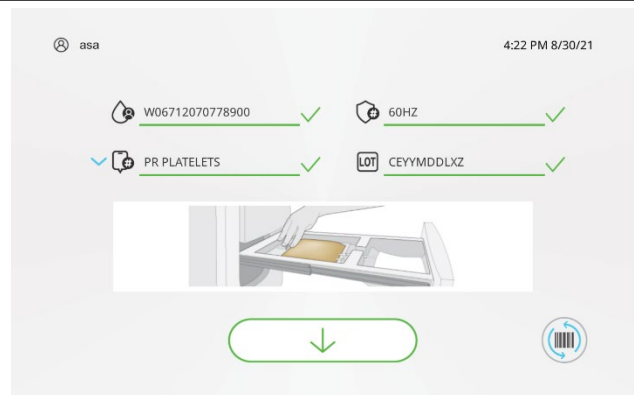 asa
4:22 PM 8/30/21
W06712070778900
60HZ
PR PLATELETS
LOT
CEYYMDDLXZ